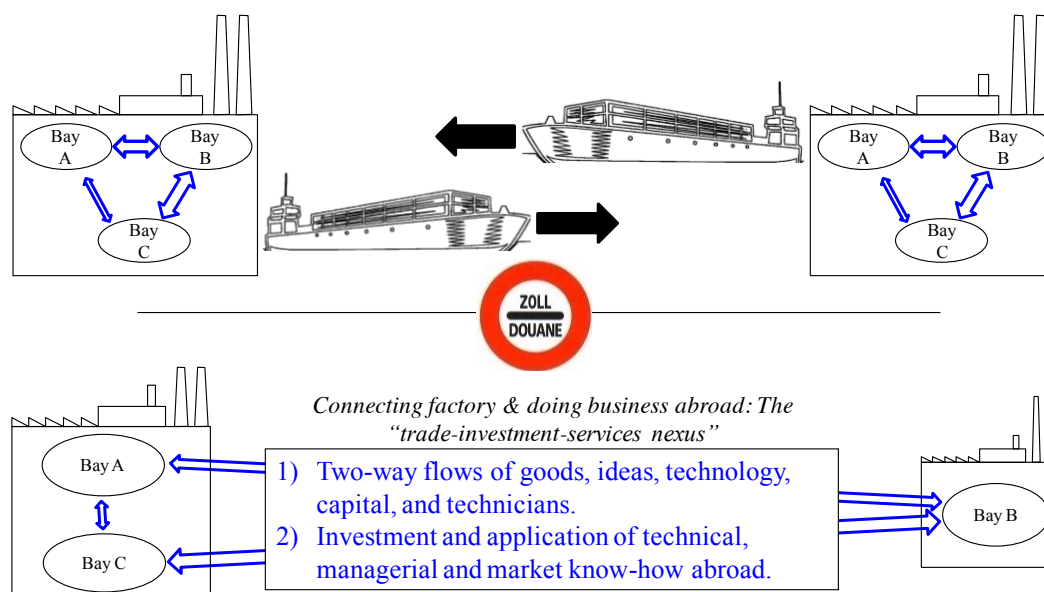 Bay
A
Bay
B
Bay
C
Bay
A
Bay
B
Bay
C
ZOLL
DOUANE
Connecting factory & doing business abroad: The
“trade-investment-services nexus”
Bay A
Bay C
1) Two-way flows of goods, ideas, technology,
capital, and technicians.
2) Investment and application of technical,
managerial and market know-how abroad.
Bay B